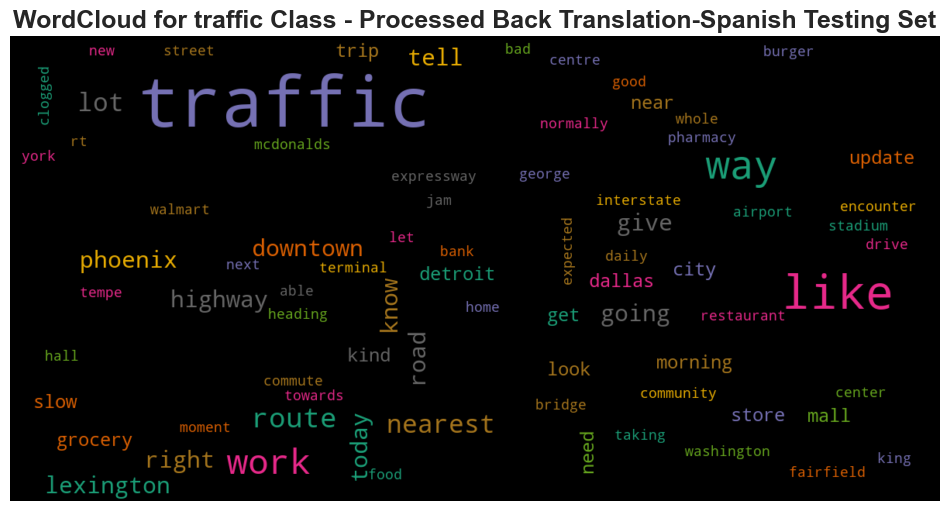 WordCloud for traffic Class - Processed Back Translation-Spanish Testing Set
new street trip tell bad centre burger
clogged lot traffic good near whole
normally pharmacy
rt mcdonalds
york expressway george way update
jam interstate
walmart give airport encounter
stadium
let expected drive
downtown bank daily
phoenix next terminal detroit dallas city
tempe highway able know home like
heading get going restaurant
hall kind road look morning
commute
slow towards bridge community center
route nearest store mall
grocery moment today need taking
right work washington king
lexington food fairfield